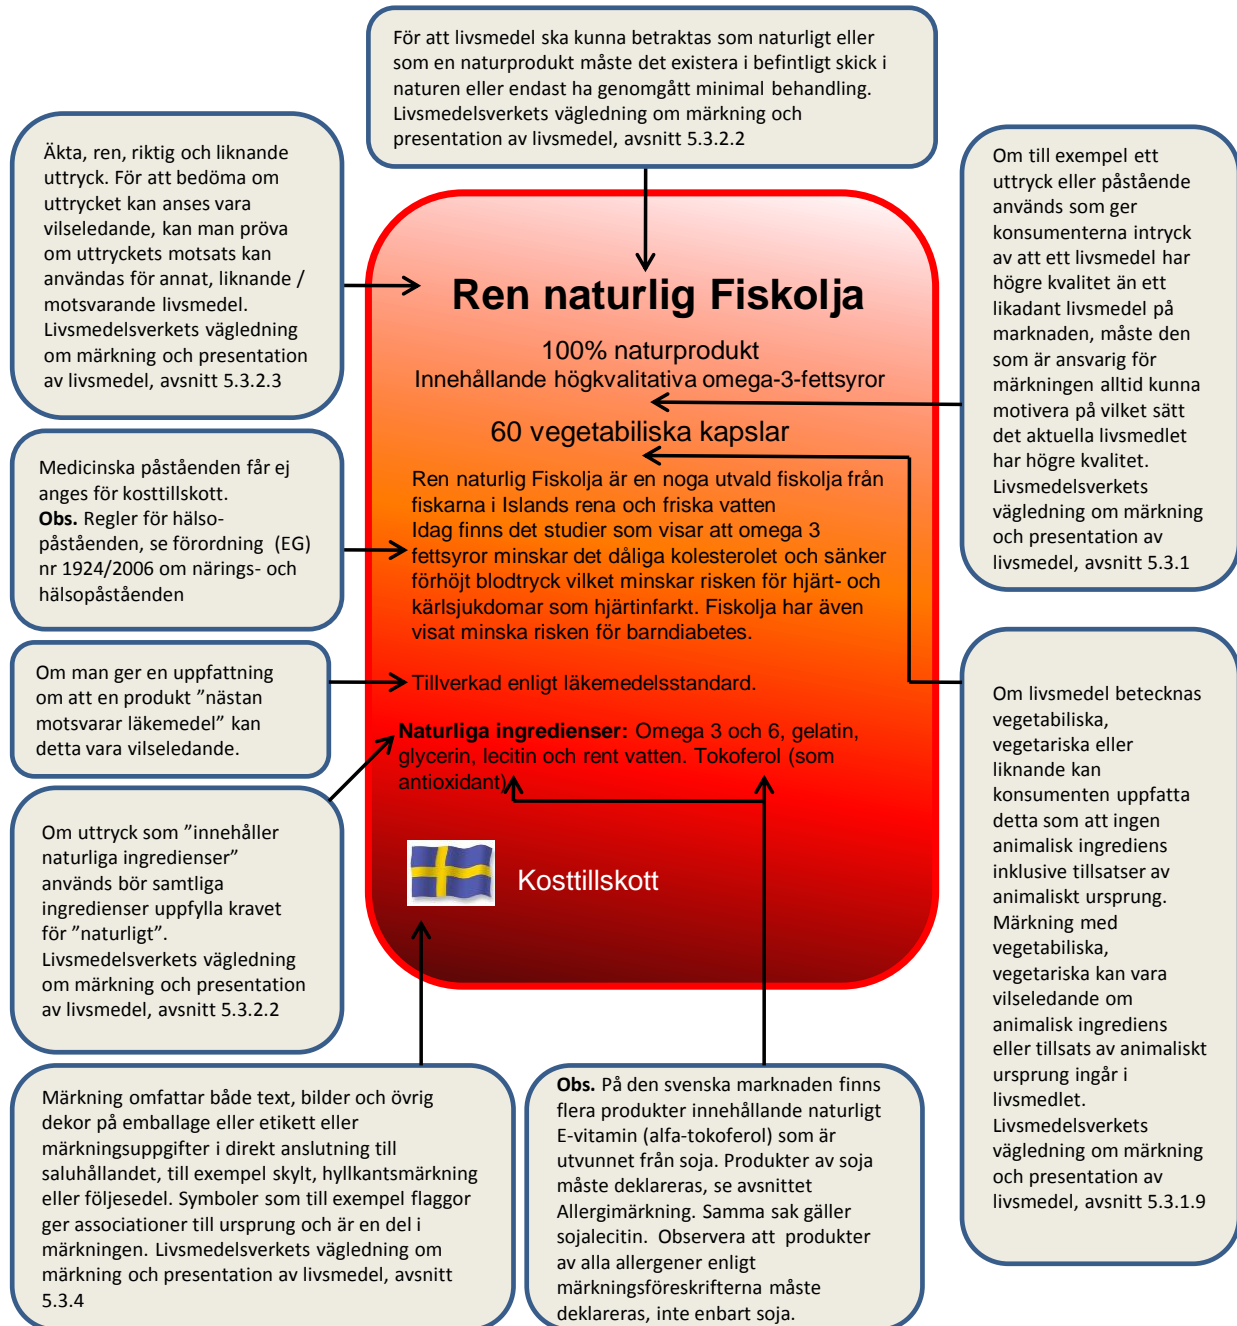 För att livsmedel ska kunna betraktas som naturligt eller
som en naturprodukt måste det existera i befintligt skick i
naturen eller endast ha genomgått minimal behandling.
Livsmedelsverkets vägledning om märkning och
presentation av livsmedel, avsnitt 5.3.2.2
Äkta, ren, riktig och liknande
uttryck. För att bedöma om
uttrycket kan anses vara
vilseledande, kan man pröva
om uttryckets motsats kan
användas för annat, liknande /
motsvarande livsmedel.
Livsmedelsverkets vägledning
om märkning och presentation
av livsmedel, avsnitt 5.3.2.3
Om till exempel ett
uttryck eller påstående
används som ger
konsumenterna intryck
av att ett livsmedel har
högre kvalitet än ett
likadant livsmedel på
marknaden, måste den
som är ansvarig för
märkningen alltid kunna
motivera på vilket sätt
det aktuella livsmedlet
har högre kvalitet.
Livsmedelsverkets
vägledning om märkning
och presentation av
livsmedel, avsnitt 5.3.1
Ren naturlig Fiskolja
100% naturprodukt
Innehållande högkvalitativa omega-3-fettsyror
60 vegetabiliska kapslar
Ren naturlig Fiskolja är en noga utvald fiskolja från
fiskarna i Islands rena och friska vatten
Idag finns det studier som visar att omega 3
fettsyror minskar det dåliga kolesterolet och sänker
förhöjt blodtryck vilket minskar risken för hjärt- och
kärlsjukdomar som hjärtinfarkt. Fiskolja har även
visat minska risken för barndiabetes.
Tillverkad enligt läkemedelsstandard.
Naturliga ingredienser: Omega 3 och 6, gelatin,
glycerin, lecitin och rent vatten. Tokoferol (som
antioxidant)
Kosttillskott
Medicinska påståenden får ej
anges för kosttillskott.
Obs. Regler för hälso-
påståenden, se förordning (EG)
nr 1924/2006 om närings- och
hälsopåståenden
Om man ger en uppfattning
om att en produkt ”nästan
motsvarar läkemedel” kan
detta vara vilseledande.
Om uttryck som ”innehåller
naturliga ingredienser”
används bör samtliga
ingredienser uppfylla kravet
för ”naturligt”.
Livsmedelsverkets vägledning
om märkning och presentation
av livsmedel, avsnitt 5.3.2.2
Om livsmedel betecknas
vegetabiliska,
vegetariska eller
liknande kan
konsumenten uppfatta
detta som att ingen
animalisk ingrediens
inklusive tillsatser av
animaliskt ursprung.
Märkning med
vegetabiliska,
vegetariska kan vara
vilseledande om
animalisk ingrediens
eller tillsats av animaliskt
ursprung ingår i
livsmedlet.
Livsmedelsverkets
vägledning om märkning
och presentation av
livsmedel, avsnitt 5.3.1.9
Märkning omfattar både text, bilder och övrig
dekor på emballage eller etikett eller
märkningsuppgifter i direkt anslutning till
saluhållandet, till exempel skylt, hyllkantsmärkning
eller följesedel. Symboler som till exempel flaggor
ger associationer till ursprung och är en del i
märkningen. Livsmedelsverkets vägledning om
märkning och presentation av livsmedel, avsnitt
5.3.4
Obs. På den svenska marknaden finns
flera produkter innehållande naturligt
E-vitamin (alfa-tokoferol) som är
utvunnet från soja. Produkter av soja
måste deklareras, se avsnittet
Allergimärkning. Samma sak gäller
sojalecitin. Observera att produkter
av alla allergener enligt
märkningsföreskrifterna måste
deklareras, inte enbart soja.